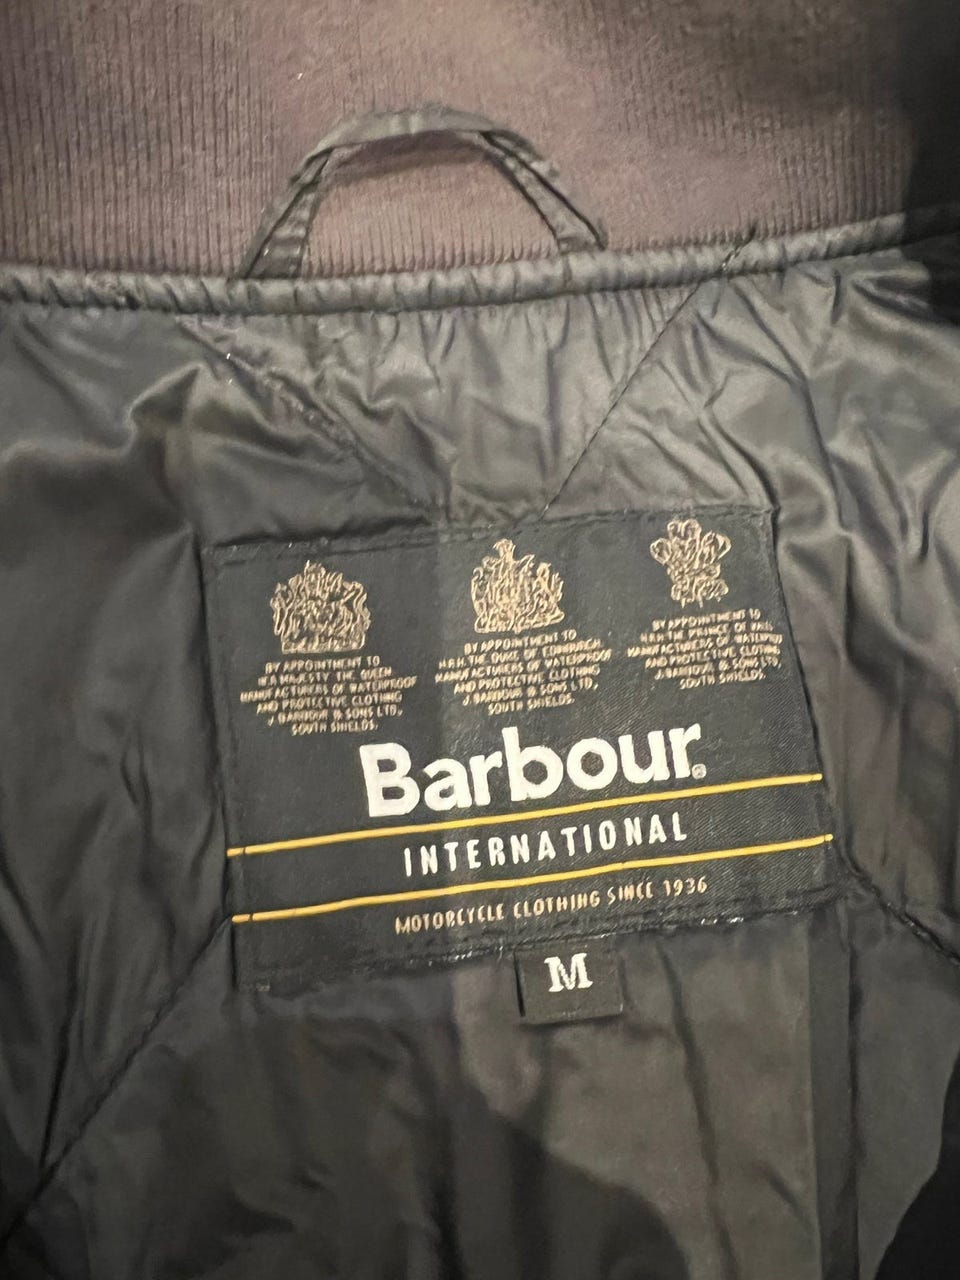 BY APPOINTMENT TO
HER MAJESTY THE QUEEN
MANUFACTURERS OF WATERPROOF
AND PROTECTIVE CLOTHING
J. BARBOUR & SONS LTD,
SOUTH SHIELDS.
BY APPOINTMENT TO
H.R.H. THE DUKE OF EDINBURGH
MANUFACTURERS OF WATERPROOF
AND PROTECTIVE CLOTHING
J. BARBOUR & SONS LTD,
SOUTH SHIELDS.
BY APPOINTMENT TO
H.R.H. THE PRINCE OF WALES
MANUFACTURERS OF WATERPROOF
AND PROTECTIVE CLOTHING
J. BARBOUR & SONS LTD,
SOUTH SHIELDS.
Barbour®
INTERNATIONAL
MOTORCYCLE CLOTHING SINCE 1936
M